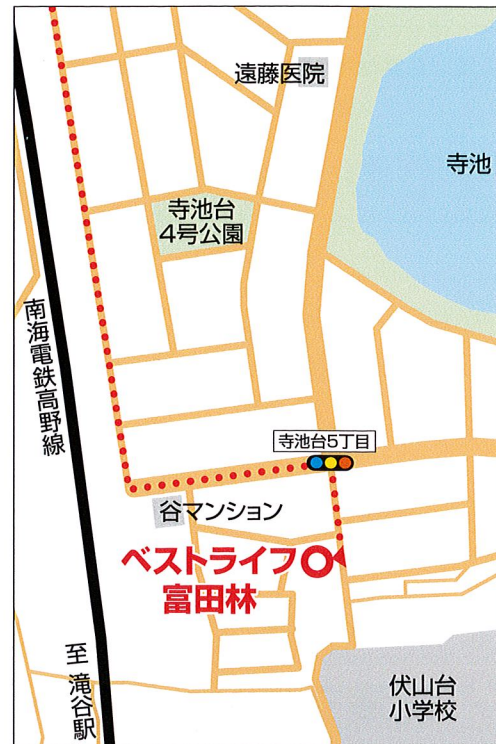 遠藤医院
寺池
寺池台
4号公園
南海電鉄高野線
寺池台5丁目
谷マンション
ベストライフ
富田林
至 滝谷駅
伏山台
小学校